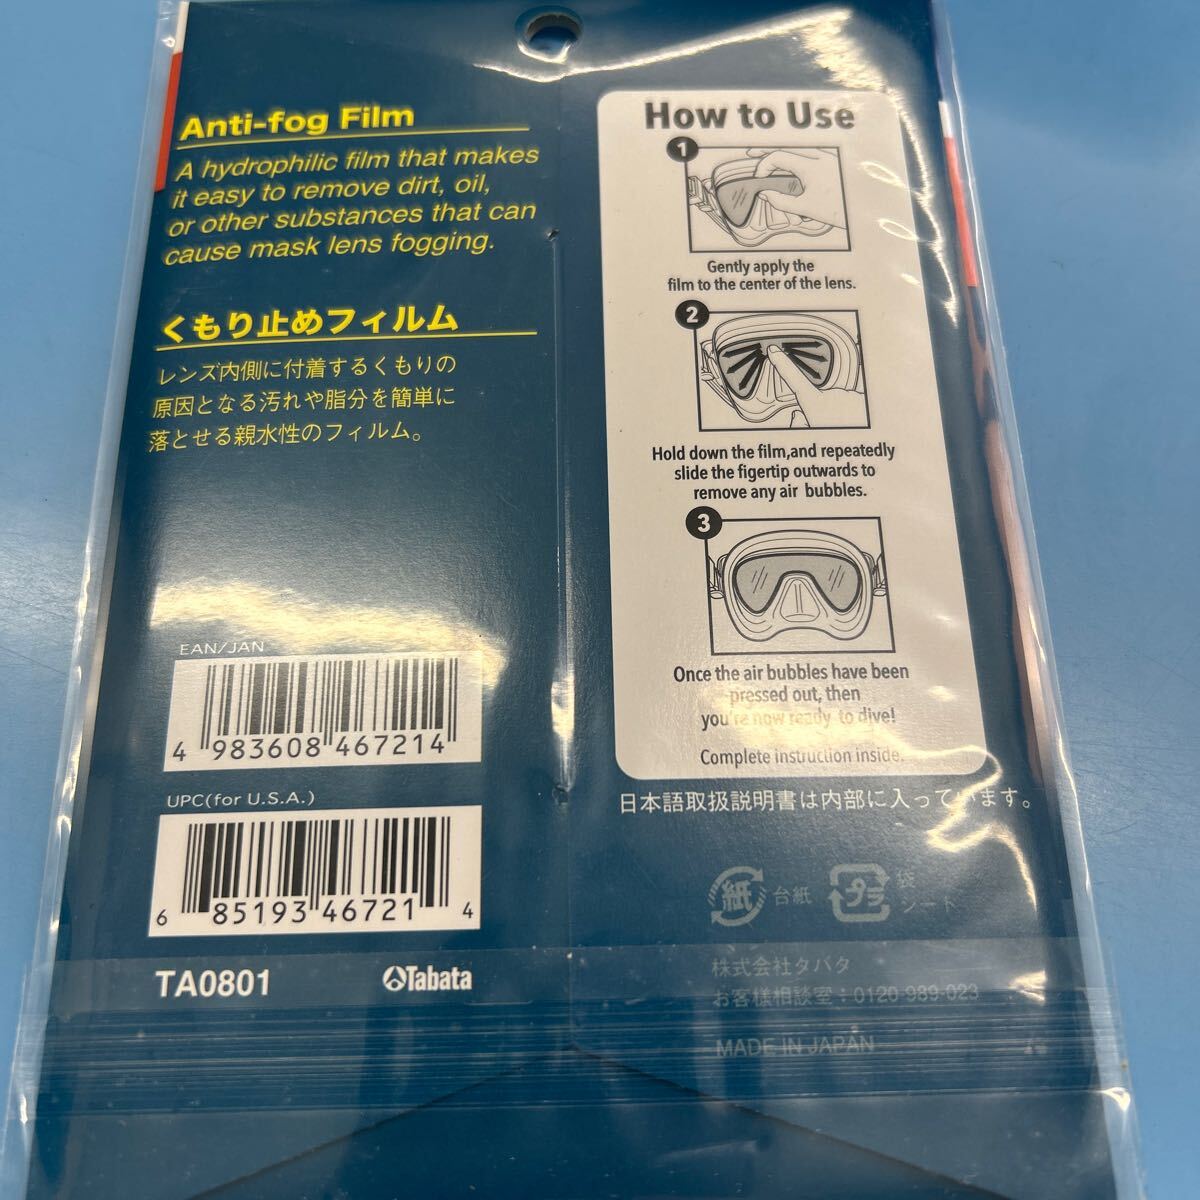 Anti-fog Film
A hydrophilic film that makes
it easy to remove dirt, oil,
or other substances that can
cause mask lens fogging.
くもり止めフィルム
レンズ内側に付着するくもりの
原因となる汚れや脂分を簡単に
落とせる親水性のフィルム。
EAN/JAN
4 983608 467214
UPC(for U.S.A.)
6 85193 46721 4
TA0801
Tabata
How to Use
1
Gently apply the
film to the center of the lens.
2
Hold down the film,and repeatedly
slide the figertip outwards to
remove any air bubbles.
3
Once the air bubbles have been
pressed out, then
you're now ready to dive!
Complete instruction inside.
日本語取扱説明書は内部に入っています。
紙 台紙
プラ 袋
シート
株式会社タバタ
お客様相談室：0120-989-023
MADE IN JAPAN